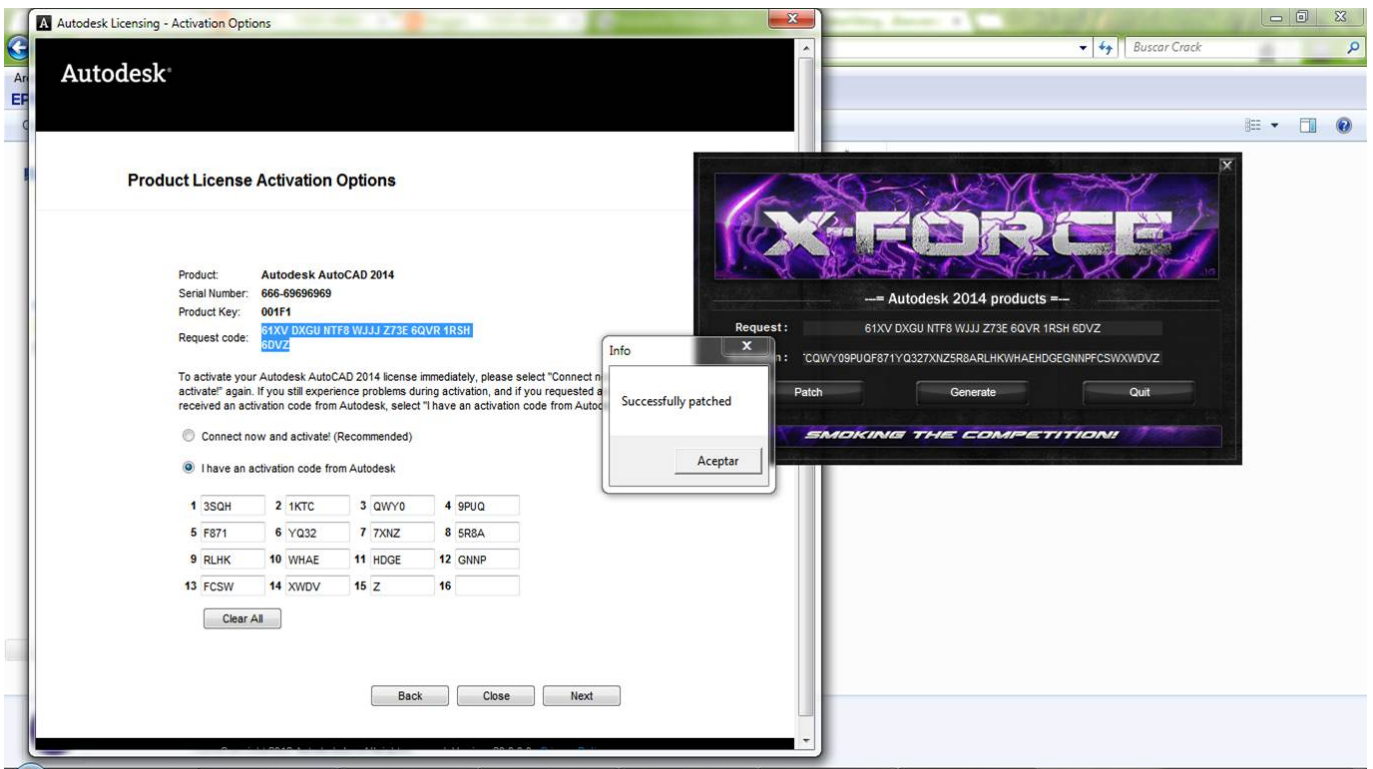 Autodesk Licensing - Activation Options
Buscar Crack
Autodesk
Product License Activation Options
Product: Autodesk AutoCAD 2014
Serial Number: 666-69696969
Product Key: 001F1
Request code: 61XV DXGU NTF8 WJJJ Z73E 6QVR 1RSH
6DVZ
To activate your Autodesk AutoCAD 2014 license immediately, please select "Connect
activate!" again. If you still experience problems during activation, and if you requested
received an activation code from Autodesk, select "I have an activation code from
Connect now and activate! (Recommended)
I have an activation code from Autodesk
1 3SQH 2 1KTC 3 QWY0 4 9PUQ
5 F871 6 YQ32 7 7XNZ 8 5R8A
9 RLHK 10 WHAE 11 HDGE 12 GNNP
13 FCSW 14 XWDV 15 Z 16
Clear All
Back Close Next
X-FORCE
---= Autodesk 2014 products =---
Request : 61XV DXGU NTF8 WJJJ Z73E 6QVR 1RSH 6DVZ
TCQWY09PUQF871YQ327XNZ5R8ARLHKWHAEHDGEGNNPFCSWXWDVZ
Patch Generate Quit
SMOKING THE COMPETITION!
Info
Successfully patched
Aceptar